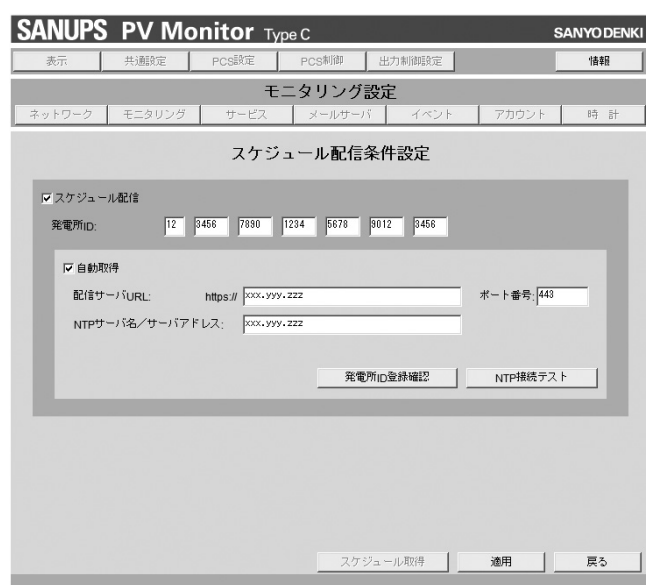 SANUPS PV Monitor Type C SANYO DENKI
表示 共通設定 PCS設定 PCS制御 出力制御設定 情報
モニタリング設定
ネットワーク モニタリング サービス メールサーバ イベント アカウント 時 計
スケジュール配信条件設定
スケジュール配信
発電所ID: 12 3456 7890 1234 5678 9012 3456
自動取得
配信サーバURL: https:// xxx.yyy.zzz ポート番号: 443
NTPサーバ名／サーバアドレス: xxx.yyy.zzz
発電所ID登録確認 NTP接続テスト
スケジュール取得 適用 戻る